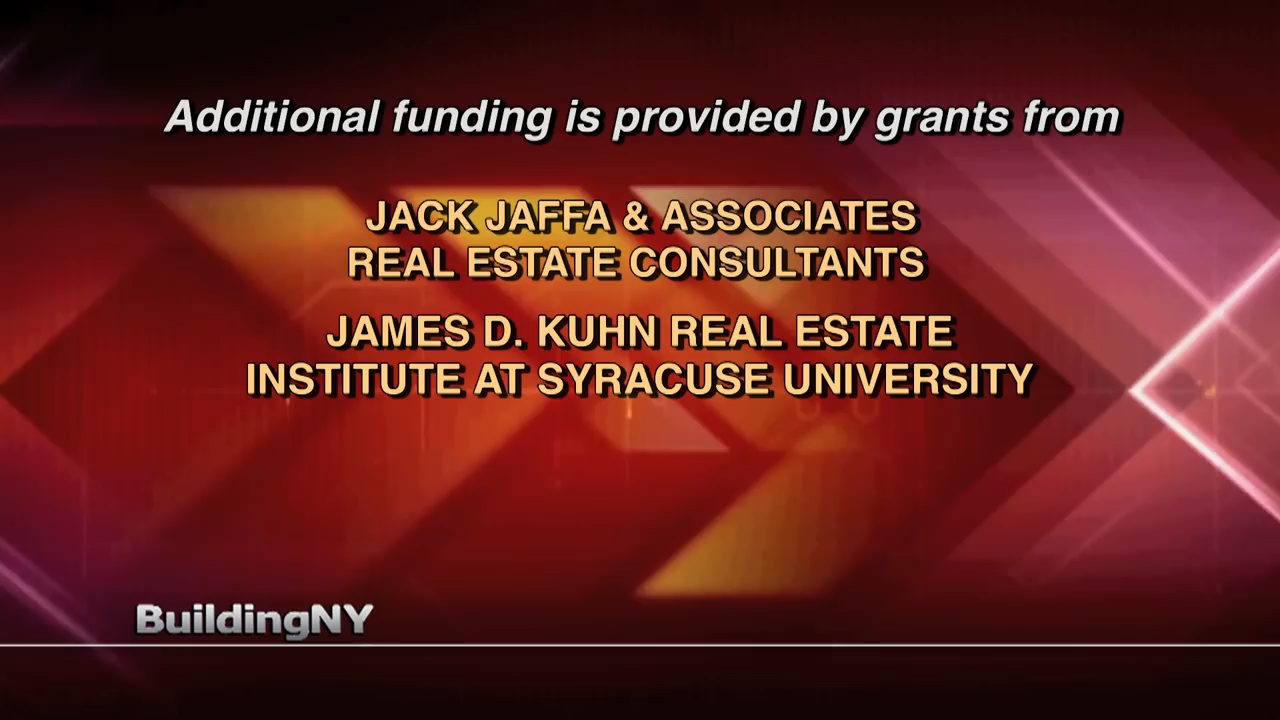 Additional funding is provided by grants from
JACK JAFFA & ASSOCIATES
REAL ESTATE CONSULTANTS
JAMES D. KUHN REAL ESTATE
INSTITUTE AT SYRACUSE UNIVERSITY
BuildingNY